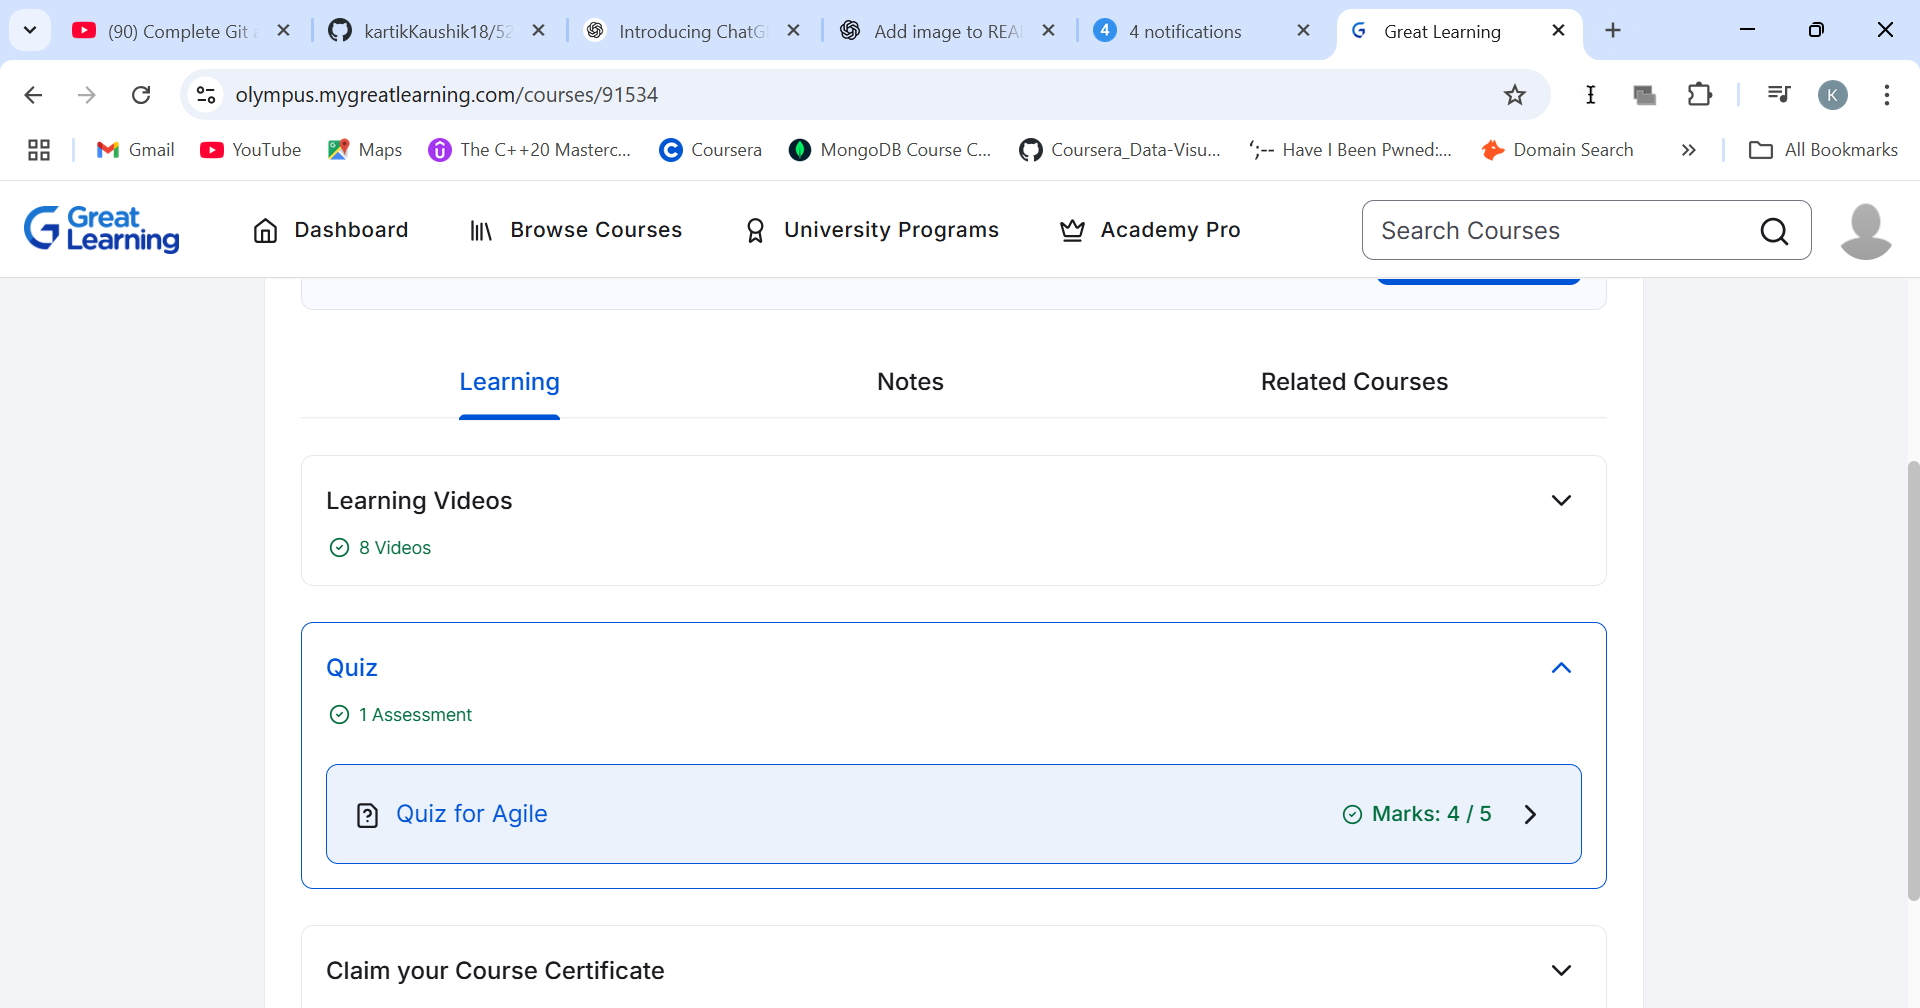 (90) Complete Git a
kartikKaushik18/52
Introducing ChatG
Add image to REA
4
4 notifications
Great Learning
olympus.mygreatlearning.com/courses/91534
K
Gmail
YouTube
Maps
The C++20 Masterc...
Coursera
MongoDB Course C...
Coursera_Data-Visu...
';-- Have I Been Pwned:...
Domain Search
»
All Bookmarks
Great Learning
Dashboard
Browse Courses
University Programs
Academy Pro
Search Courses
Learning
Notes
Related Courses
Learning Videos
8 Videos
Quiz
1 Assessment
Quiz for Agile
Marks: 4 / 5
Claim your Course Certificate